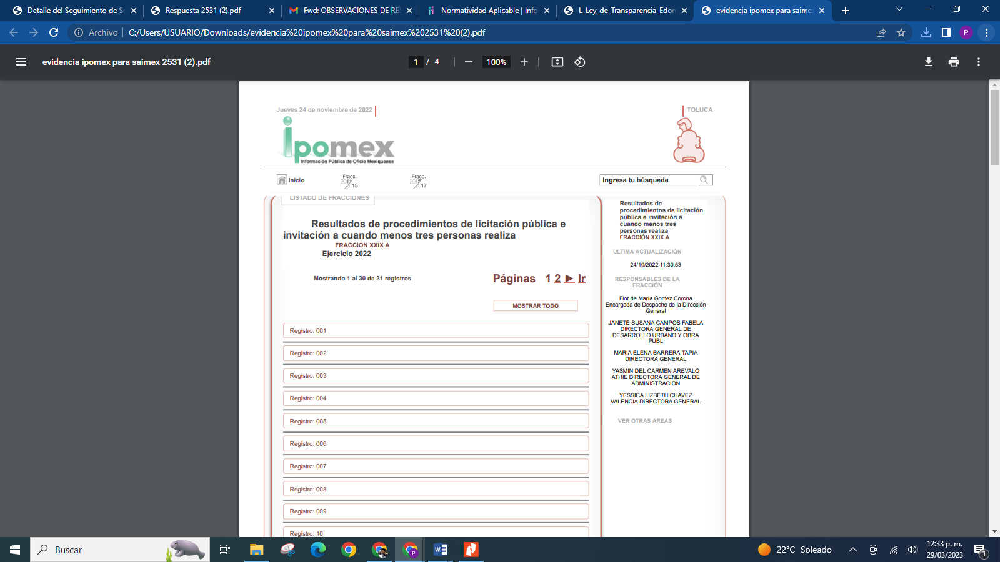 Detalle del Seguimiento de So
Respuesta 2531 (2).pdf
Fwd: OBSERVACIONES DE RES
Normatividad Aplicable | Info
L_Ley_de_Transparencia_Edom
evidencia ipomex para saimex
Archivo
C:/Users/USUARIO/Downloads/evidencia%20ipomex%20para%20saimex%202531%20(2).pdf
P
evidencia ipomex para saimex 2531 (2).pdf
1 / 4
100%
Jueves 24 de noviembre de 2022
TOLUCA
ipomex
Información Pública de Oficio Mexiquense
Inicio
Fracc.
2015
Fracc.
2017
Ingresa tu búsqueda
LISTADO DE FRACCIONES
Resultados de procedimientos de licitación pública e
invitación a cuando menos tres personas realiza
FRACCIÓN XXIX A
Ejercicio 2022
Mostrando 1 al 30 de 31 registros
Páginas 1 2 ► Ir
MOSTRAR TODO
Registro: 001
Registro: 002
Registro: 003
Registro: 004
Registro: 005
Registro: 006
Registro: 007
Registro: 008
Registro: 009
Registro: 10
Resultados de
procedimientos de licitación
pública e invitación a
cuando menos tres
personas realiza
FRACCIÓN XXIX A
ULTIMA ACTUALIZACIÓN
24/10/2022 11:30:53
RESPONSABLES DE LA
FRACCIÓN
Flor de María Gomez Corona
Encargada de Despacho de la Dirección
General
JANETE SUSANA CAMPOS FABELA
DIRECTORA GENERAL DE
DESARROLLO URBANO Y OBRA
PUBL
MARIA ELENA BARRERA TAPIA
DIRECTORA GENERAL
YASMIN DEL CARMEN AREVALO
ATHIE DIRECTORA GENERAL DE
ADMINISTRACION
YESSICA LIZBETH CHAVEZ
VALENCIA DIRECTORA GENERAL
VER OTRAS AREAS
Buscar
22°C Soleado
12:33 p. m.
29/03/2023
1